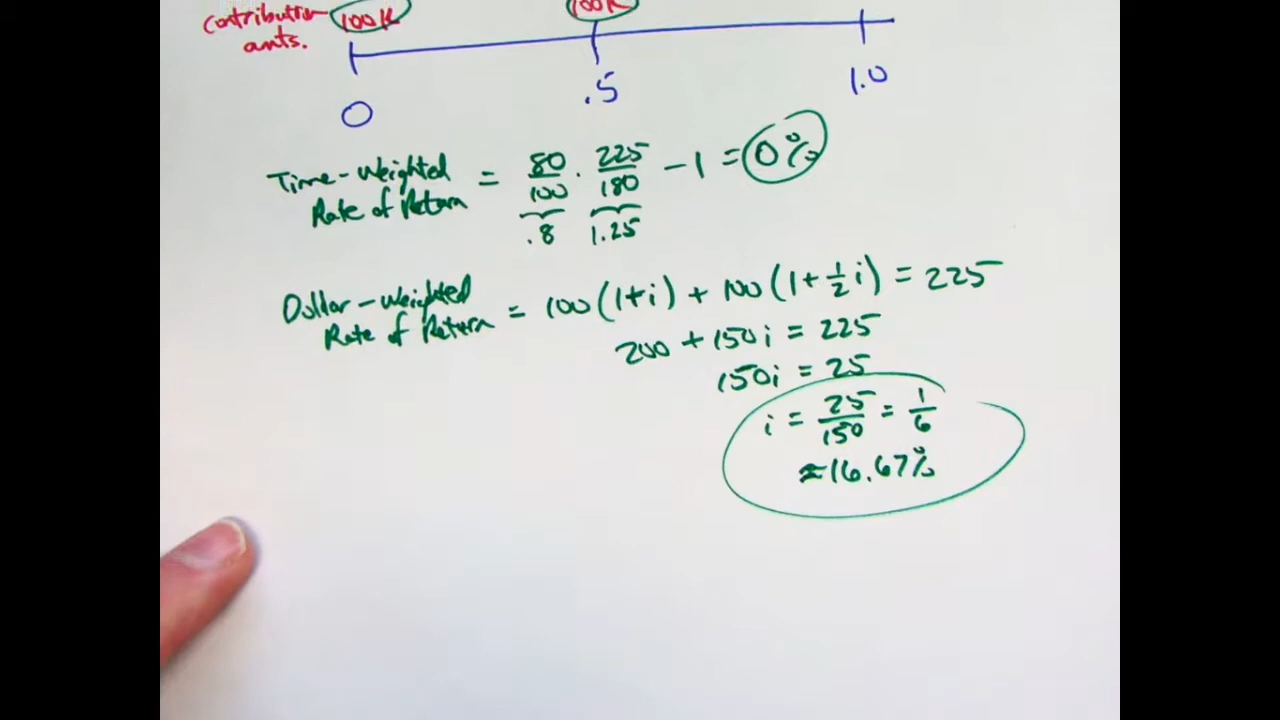 contribution 100K 100K
amts.
0 .5 1.0
Time-Weighted Rate of Return = 80/100 · 225/180 - 1 = 0%
.8 1.25
Dollar-Weighted Rate of Return = 100(1+i) + 100(1+½i) = 225
200 + 150i = 225
150i = 25
i = 25/150 = 1/6
≈16.67%